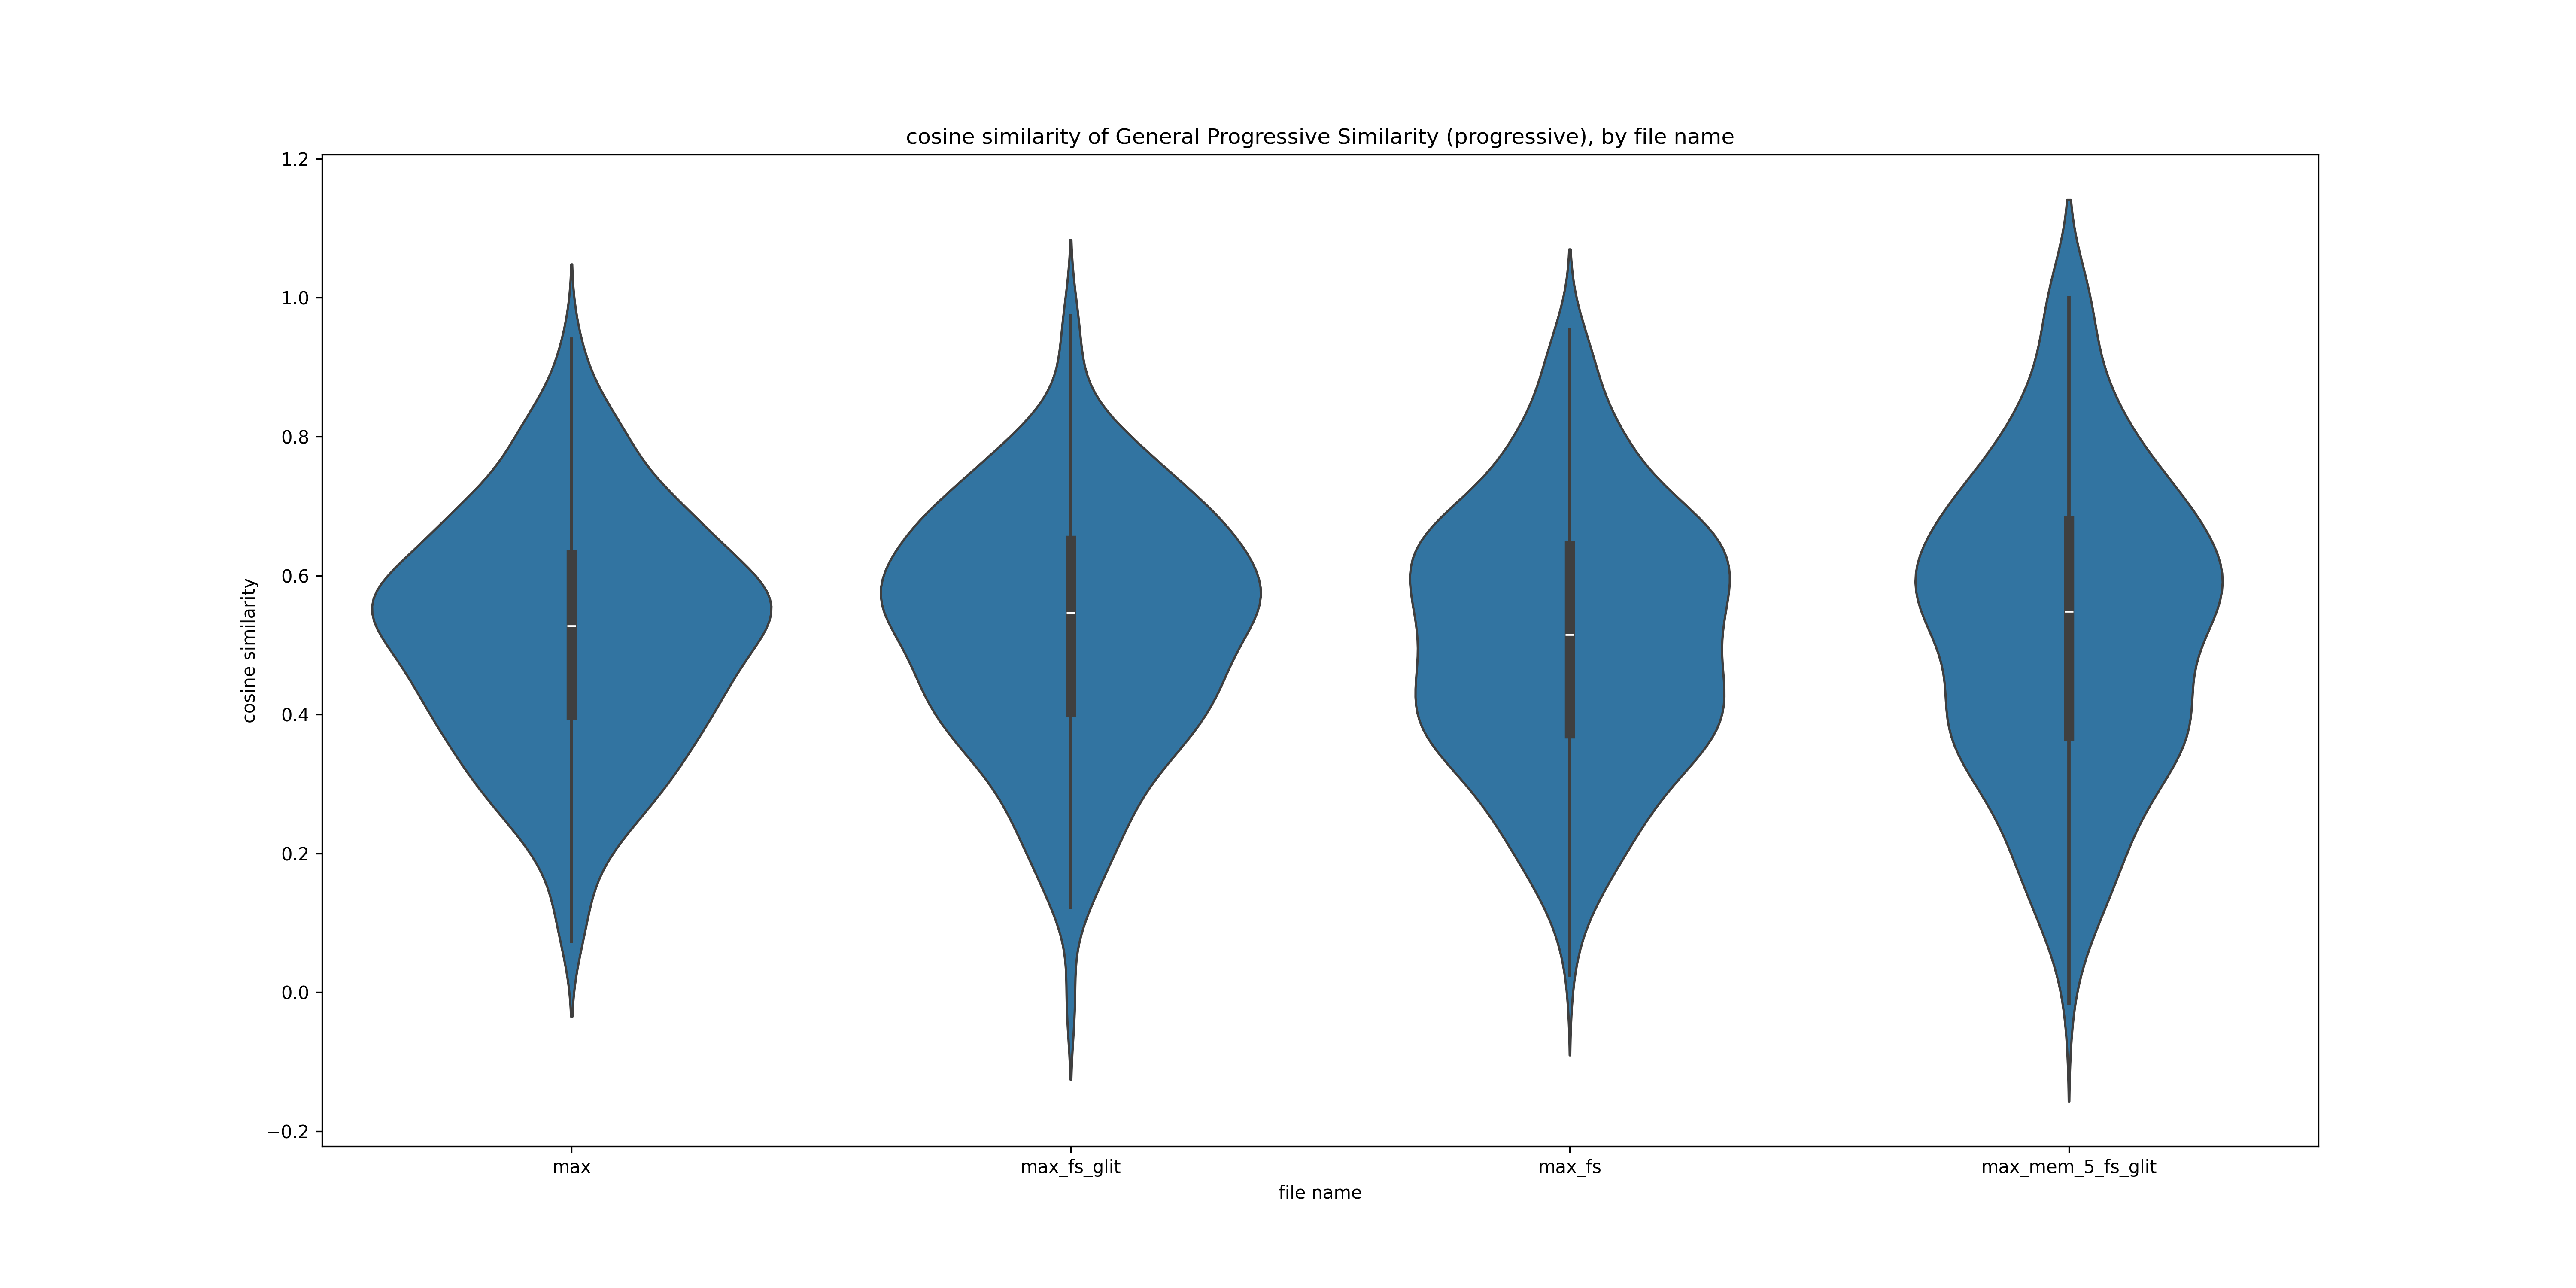 cosine similarity of General Progressive Similarity (progressive), by file name
1.2
1.0
0.8
0.6
0.4
0.2
0.0
−0.2
cosine similarity
max
max_fs_glit
max_fs
max_mem_5_fs_glit
file name